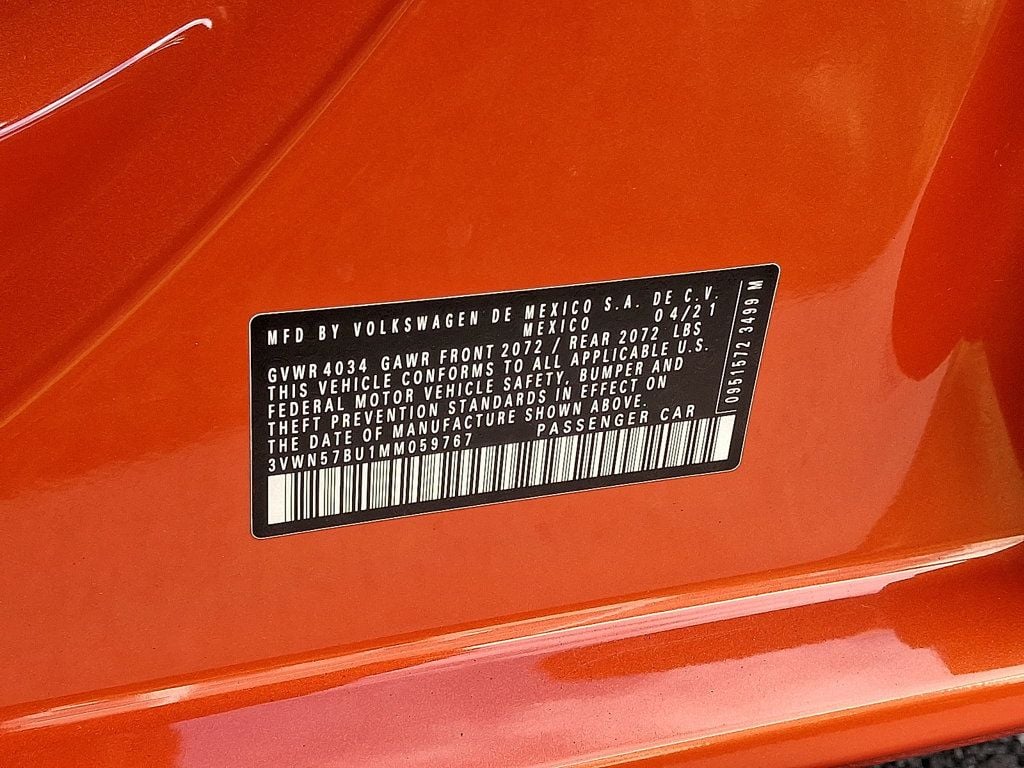 MFD BY VOLKSWAGEN DE MEXICO S.A. DE C.V.
MEXICO 04/21
GVWR 4034 GAWR FRONT 2072 / REAR 2072 LBS
THIS VEHICLE CONFORMS TO ALL APPLICABLE U.S.
FEDERAL MOTOR VEHICLE SAFETY, BUMPER AND
THEFT PREVENTION STANDARDS IN EFFECT ON
THE DATE OF MANUFACTURE SHOWN ABOVE.
3VWN57BU1MM059767 PASSENGER CAR
0951572 3499 M